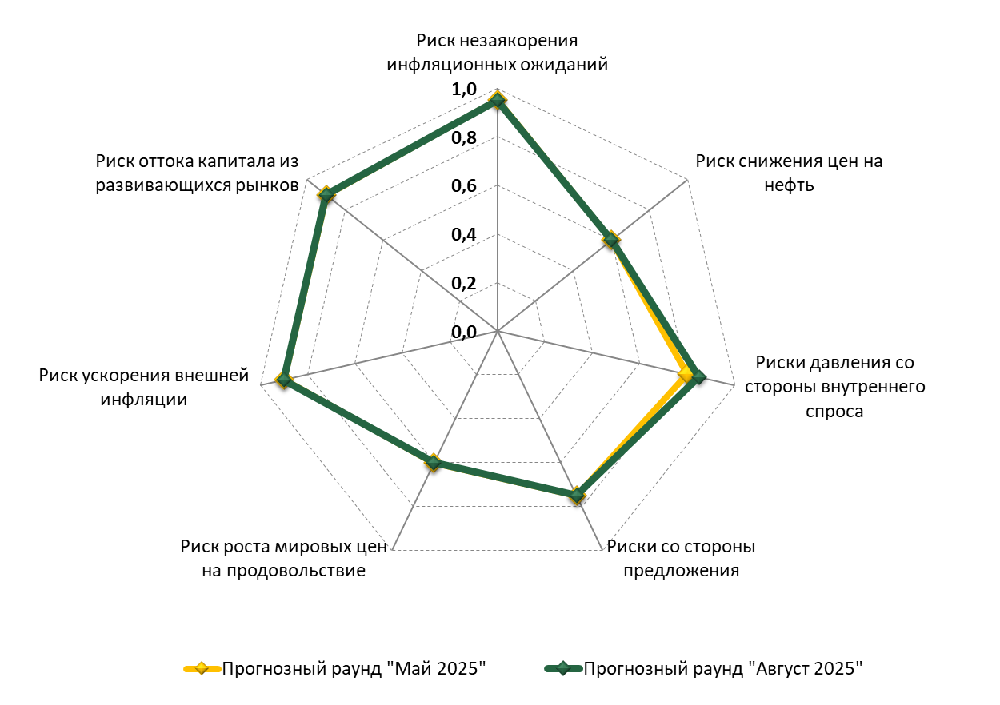 Риск незаякорения
инфляционных ожиданий
1,0
0,8
0,6
0,4
0,2
0,0
Риск оттока капитала из
развивающихся рынков
Риск снижения цен на
нефть
Риск ускорения внешней
инфляции
Риски давления со
стороны внутреннего
спроса
Риск роста мировых цен
на продовольствие
Риски со стороны
предложения
Прогнозный раунд "Май 2025"
Прогнозный раунд "Август 2025"